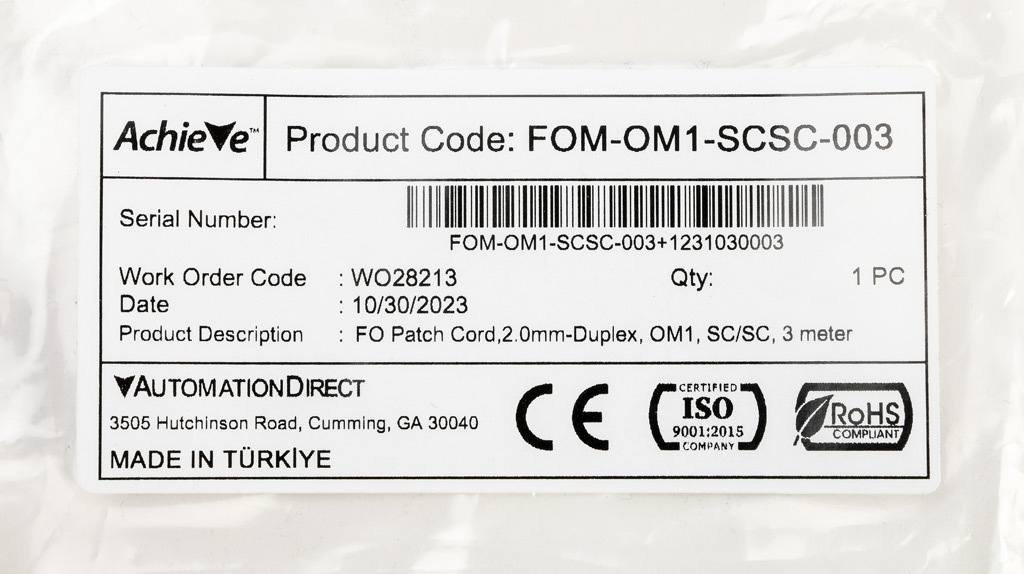 AchieVe™
Product Code: FOM-OM1-SCSC-003
Serial Number:
FOM-OM1-SCSC-003+1231030003
Work Order Code : WO28213 Qty: 1 PC
Date : 10/30/2023
Product Description : FO Patch Cord,2.0mm-Duplex, OM1, SC/SC, 3 meter
AUTOMATIONDIRECT
3505 Hutchinson Road, Cumming, GA 30040
MADE IN TÜRKİYE
CE
CERTIFIED
ISO
9001:2015
COMPANY
RoHS
COMPLIANT